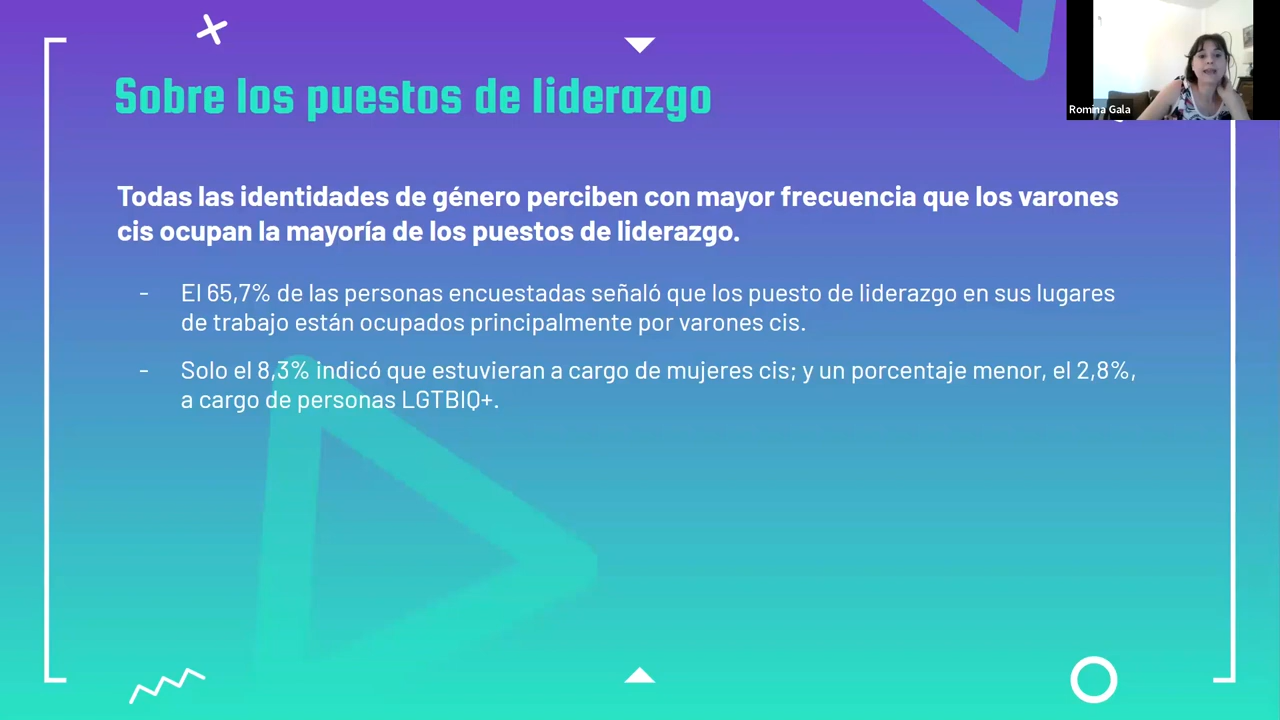 Sobre los puestos de liderazgo
Romina Gala
Todas las identidades de género perciben con mayor frecuencia que los varones
cis ocupan la mayoría de los puestos de liderazgo.
- El 65,7% de las personas encuestadas señaló que los puesto de liderazgo en sus lugares
de trabajo están ocupados principalmente por varones cis.
- Solo el 8,3% indicó que estuvieran a cargo de mujeres cis; y un porcentaje menor, el 2,8%,
a cargo de personas LGTBIQ+.